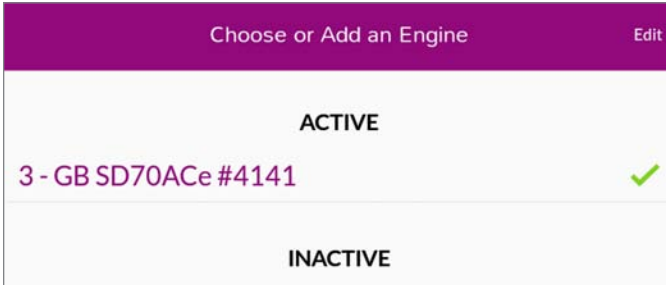 Choose or Add an Engine Edit
ACTIVE
3 - GB SD70ACe #4141
INACTIVE